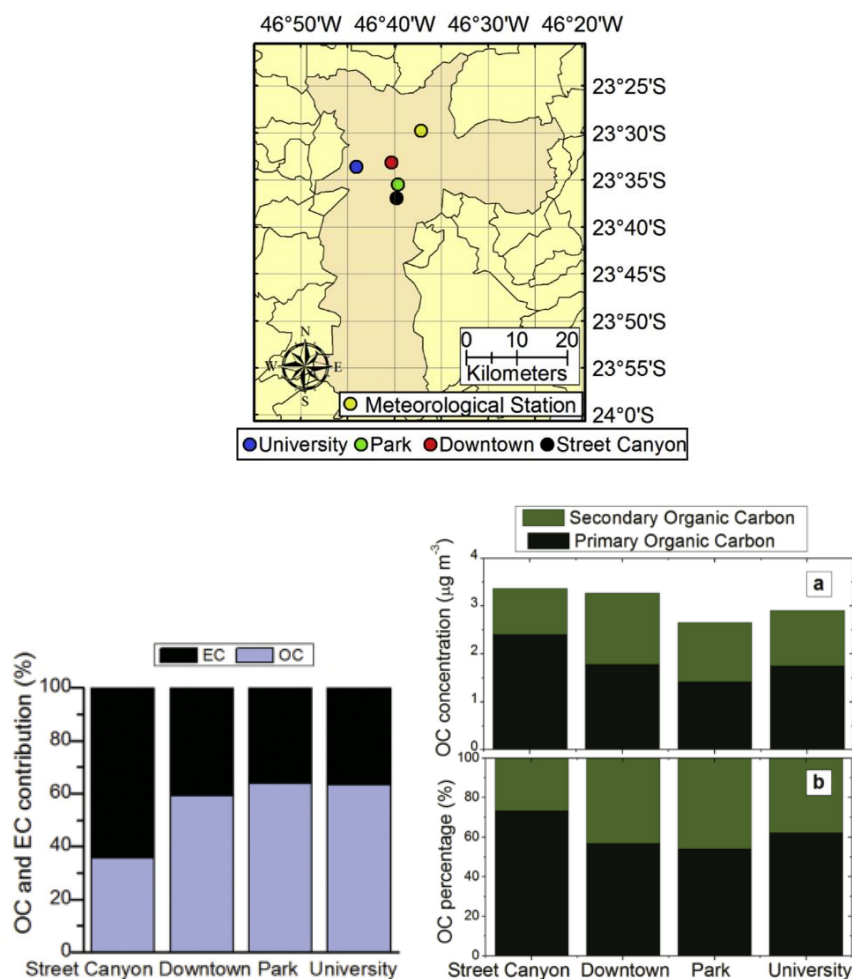 46°50'W 46°40'W 46°30'W 46°20'W
23°25'S
23°30'S
23°35'S
23°40'S
23°45'S
23°50'S
23°55'S
24°0'S
N
W E
S
0 10 20
Kilometers
Meteorological Station
University Park Downtown Street Canyon
EC OC
OC and EC contribution (%)
100
80
60
40
20
0
Street Canyon Downtown Park University
Secondary Organic Carbon
Primary Organic Carbon
OC concentration (µg m⁻³)
4
3
2
1
0
a
OC percentage (%)
100
80
60
40
20
0
b
Street Canyon Downtown Park University